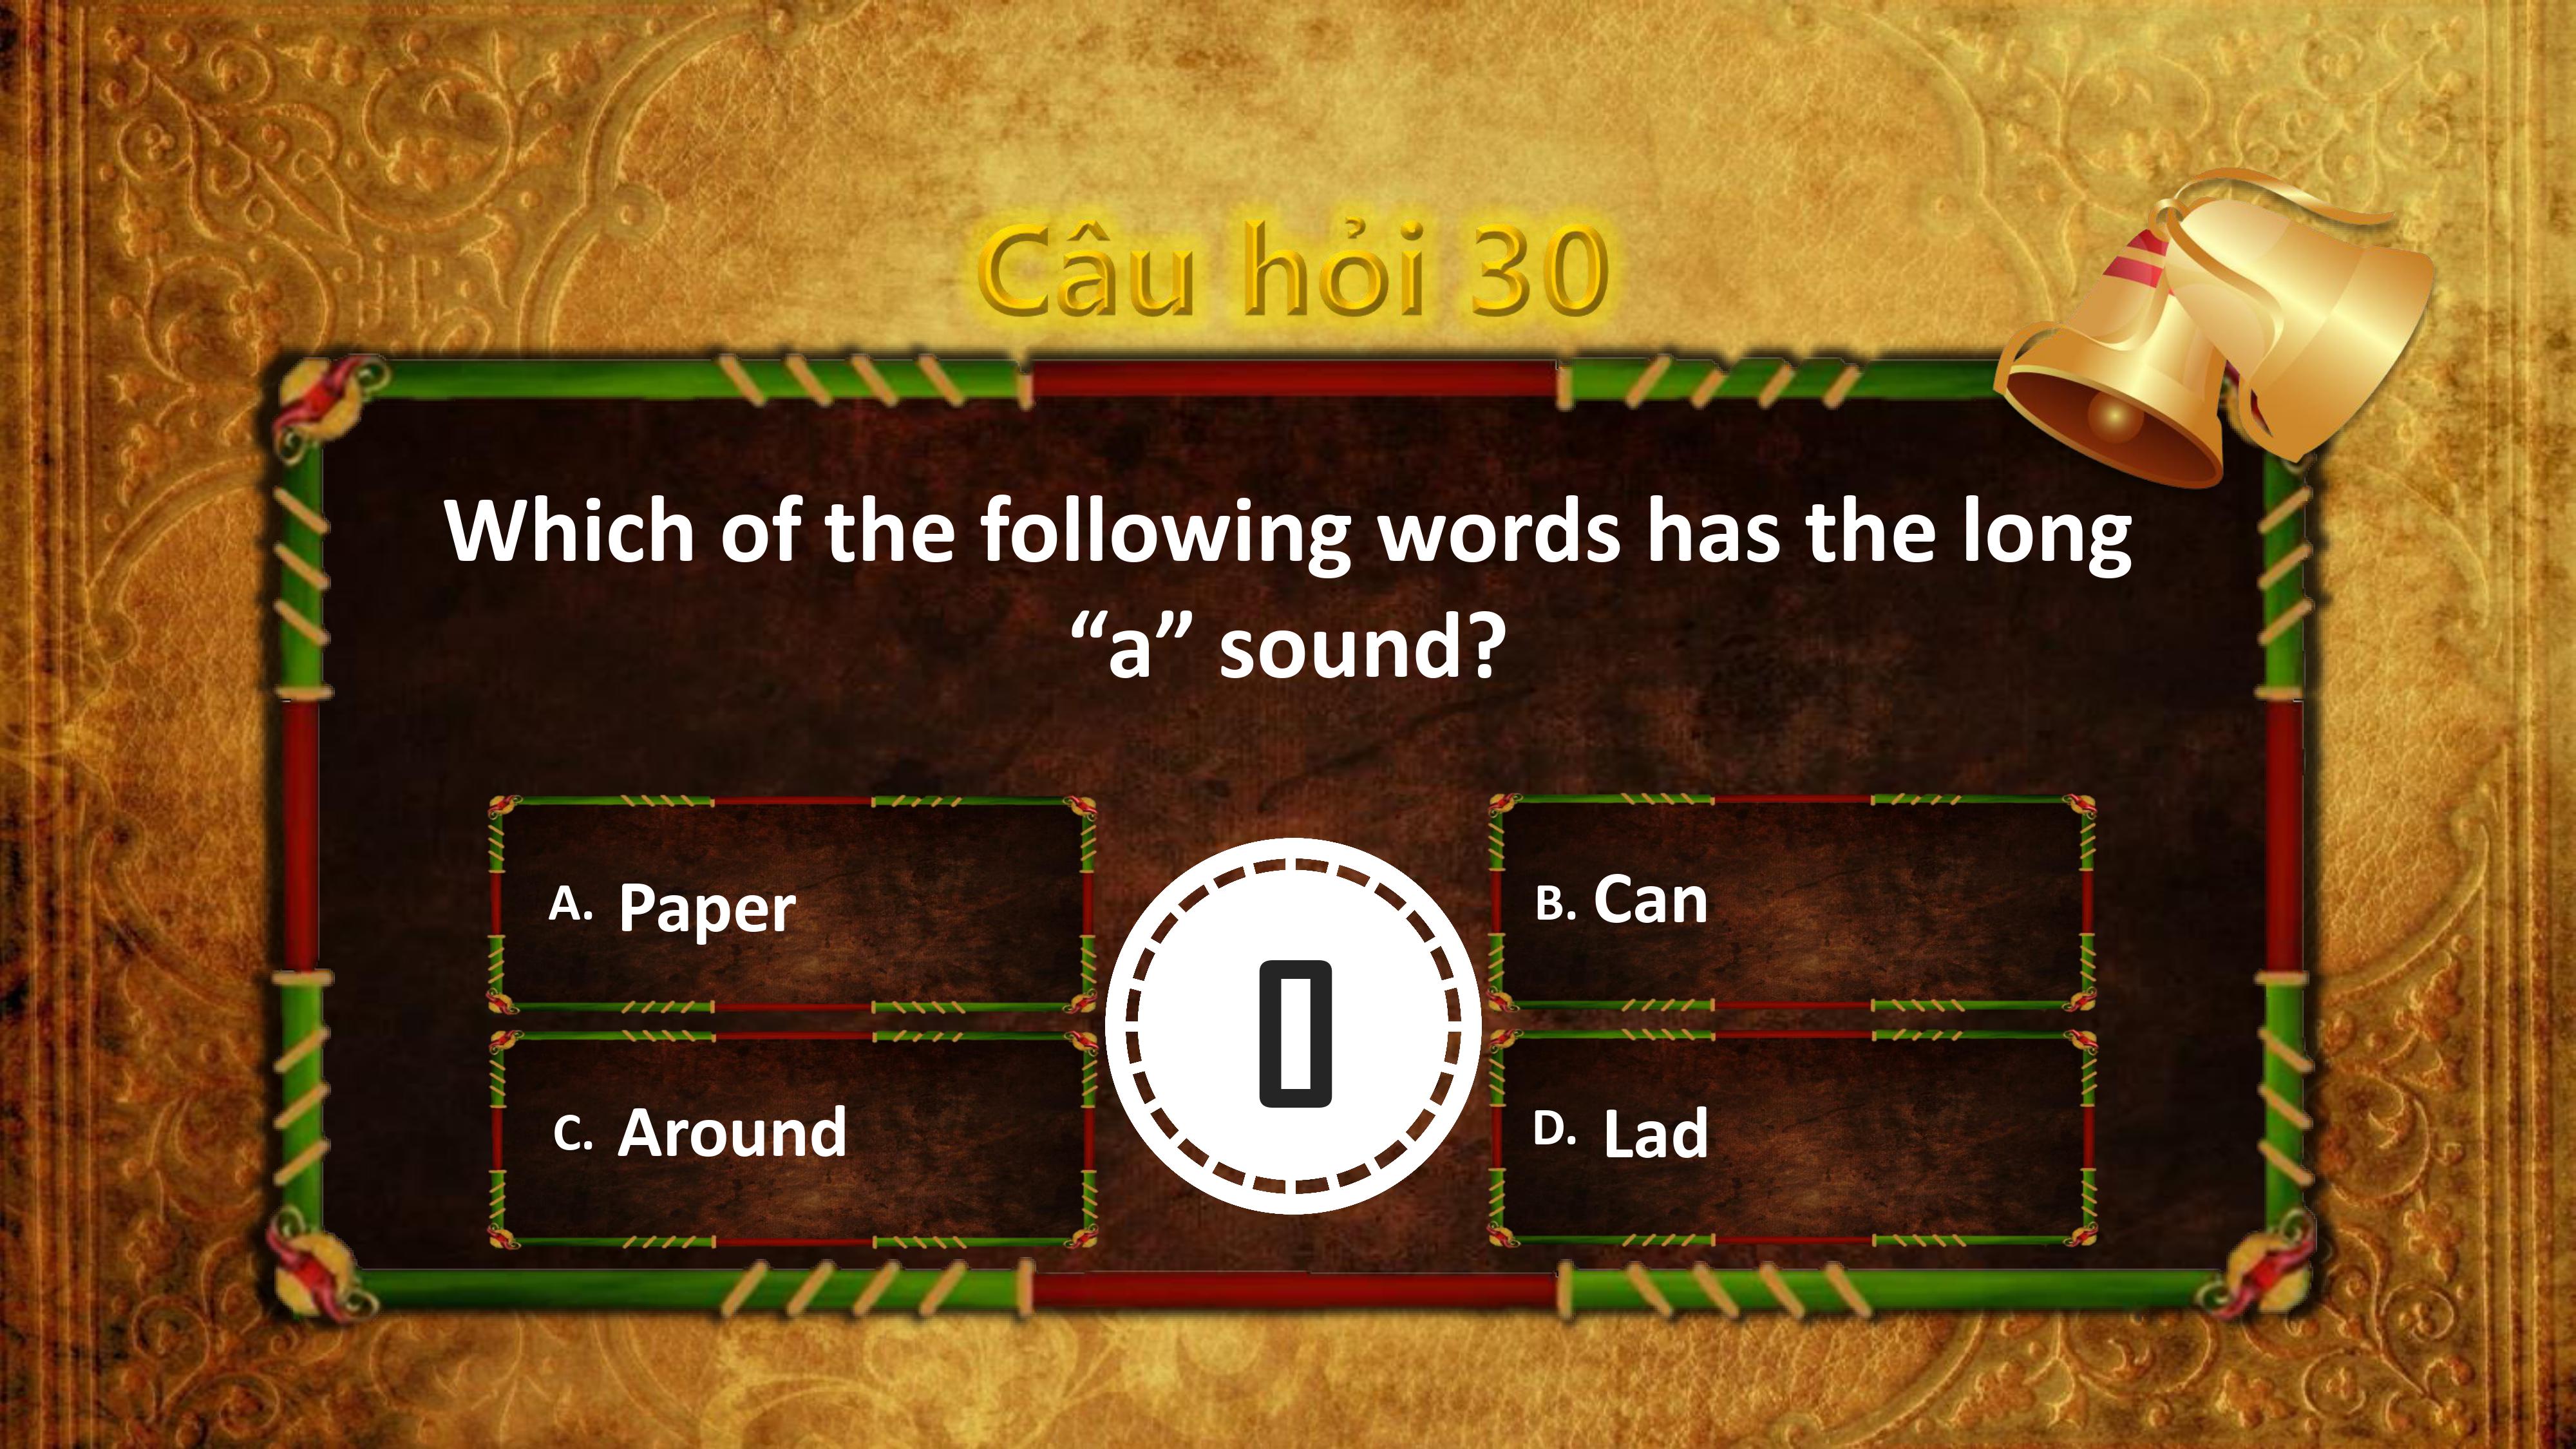 Câu hỏi 30
Which of the following words has the long
“a” sound?
A. Paper
B. Can
C. Around
D. Lad